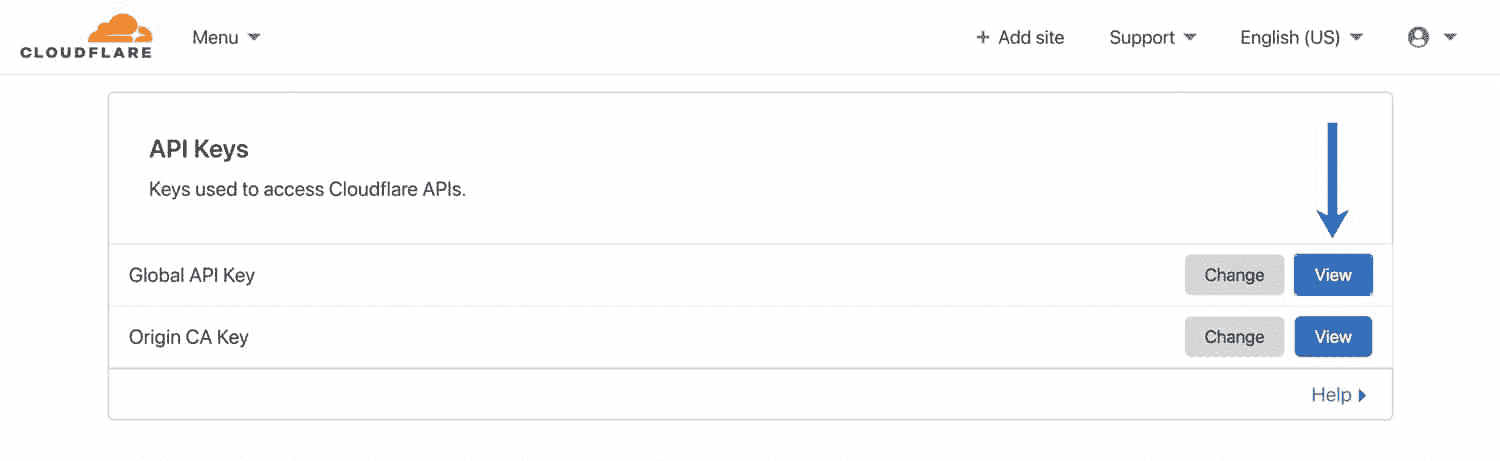 CLOUDFLARE Menu + Add site Support English (US)
API Keys
Keys used to access Cloudflare APIs.
Global API Key Change View
Origin CA Key Change View
Help